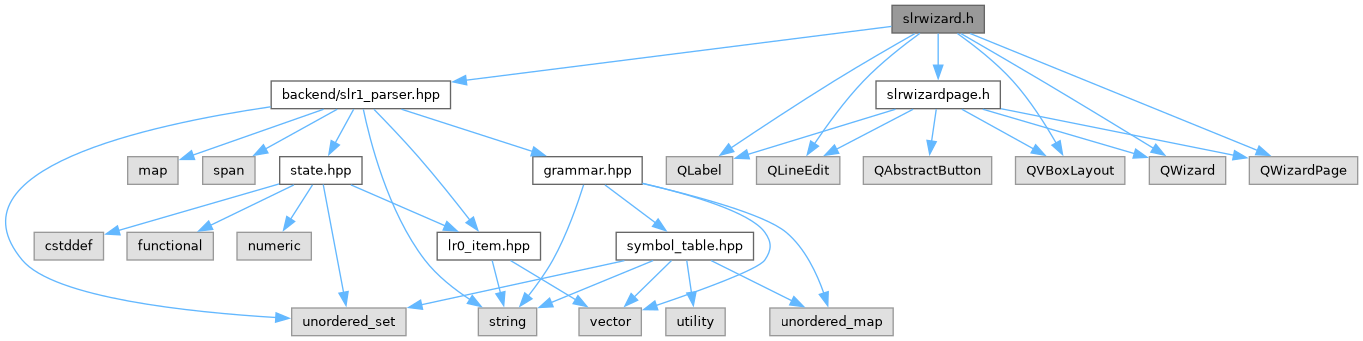 slrwizard.h
backend/slr1_parser.hpp
slrwizardpage.h
map
span
state.hpp
grammar.hpp
QLabel
QLineEdit
QAbstractButton
QVBoxLayout
QWizard
QWizardPage
cstddef
functional
numeric
lr0_item.hpp
symbol_table.hpp
unordered_set
string
vector
utility
unordered_map